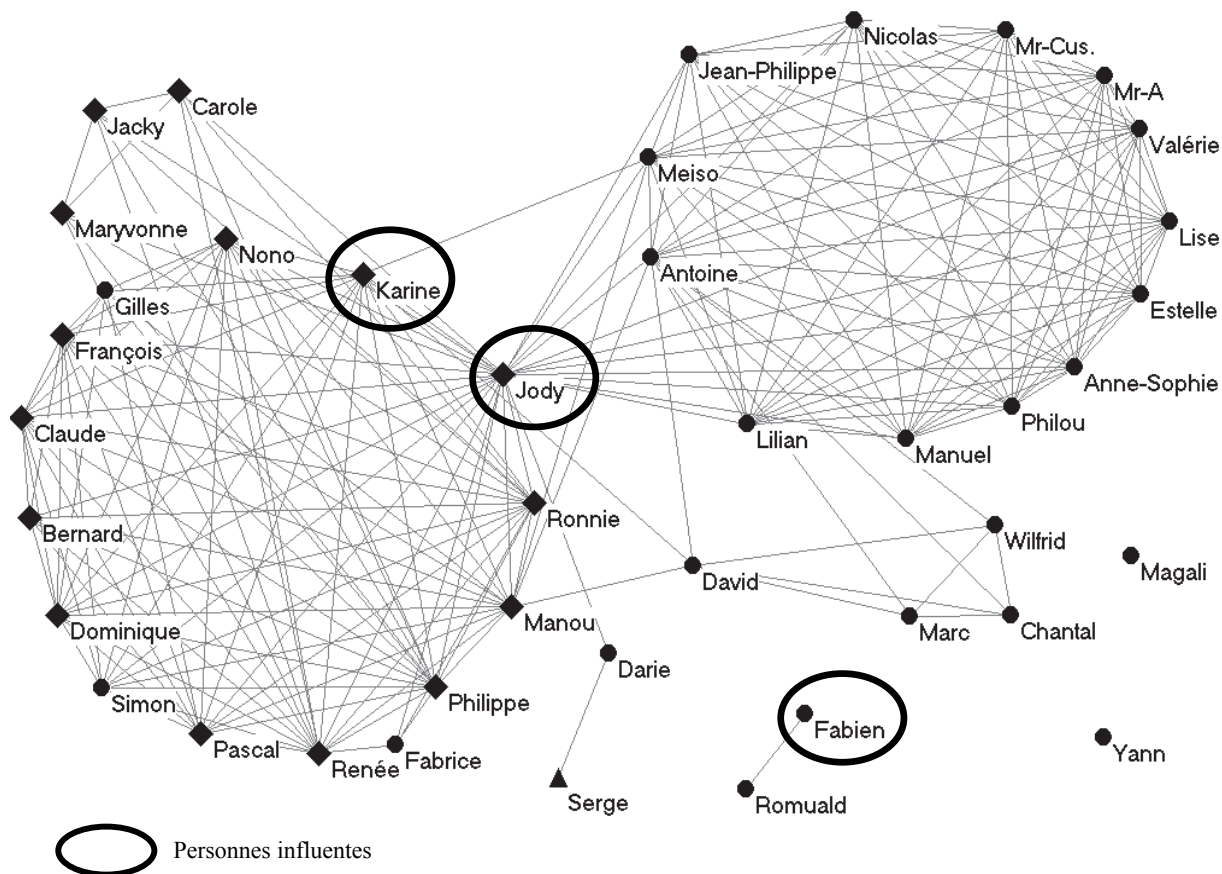 Nicolas
Mr-Cus.
Jean-Philippe
Mr-A
Carole
Jacky
Valérie
Meiso
Maryvonne
Lise
Nono
Antoine
Karine
Gilles
Estelle
François
Jody
Anne-Sophie
Philou
Claude
Lilian
Manuel
Ronnie
Bernard
Wilfrid
Magali
David
Manou
Dominique
Marc
Chantal
Darie
Simon
Philippe
Fabien
Pascal
Fabrice
Renée
Yann
Serge
Romuald
Personnes influentes